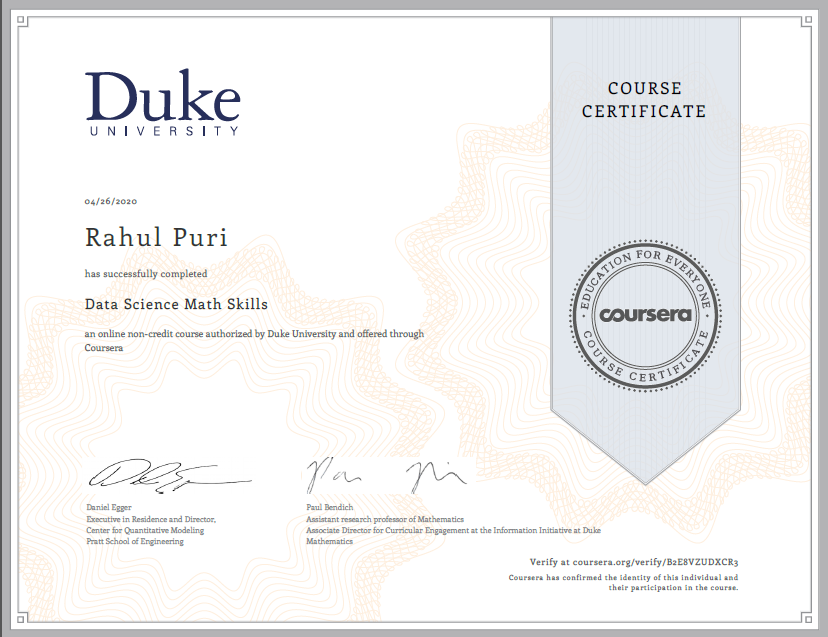 Duke
UNIVERSITY
COURSE
CERTIFICATE
04/26/2020
Rahul Puri
has successfully completed
Data Science Math Skills
an online non-credit course authorized by Duke University and offered through
Coursera
EDUCATION FOR EVERYONE
coursera
COURSE CERTIFICATE
Daniel Egger
Executive in Residence and Director,
Center for Quantitative Modeling
Pratt School of Engineering
Paul Bendich
Assistant research professor of Mathematics
Associate Director for Curricular Engagement at the Information Initiative at Duke
Mathematics
Verify at coursera.org/verify/B2E8VZUDXCR3
Coursera has confirmed the identity of this individual and
their participation in the course.